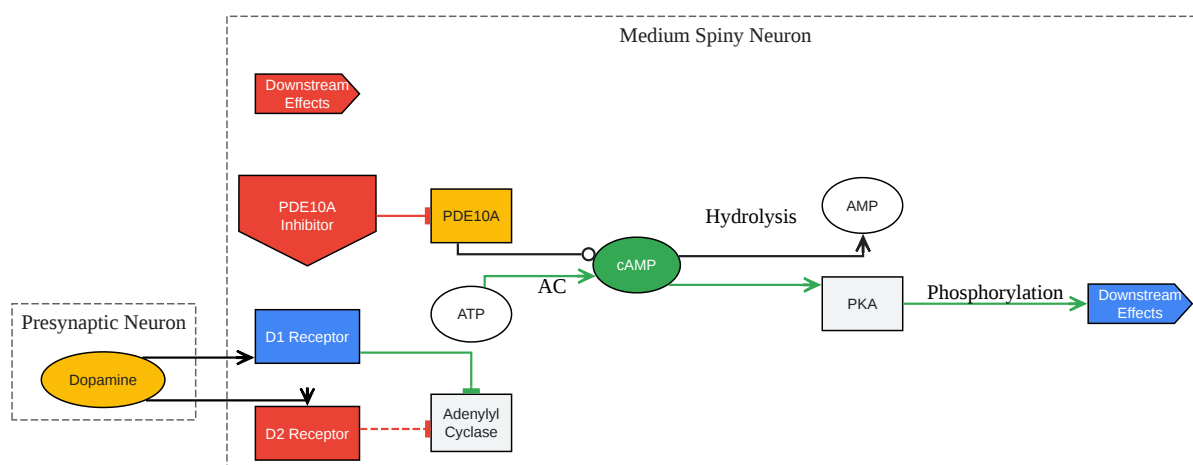 Medium Spiny Neuron
Downstream
Effects
PDE10A
Inhibitor
PDE10A
Hydrolysis
AMP
cAMP
AC
ATP
PKA
Phosphorylation
Downstream
Effects
Presynaptic Neuron
Dopamine
D1 Receptor
D2 Receptor
Adenylyl
Cyclase